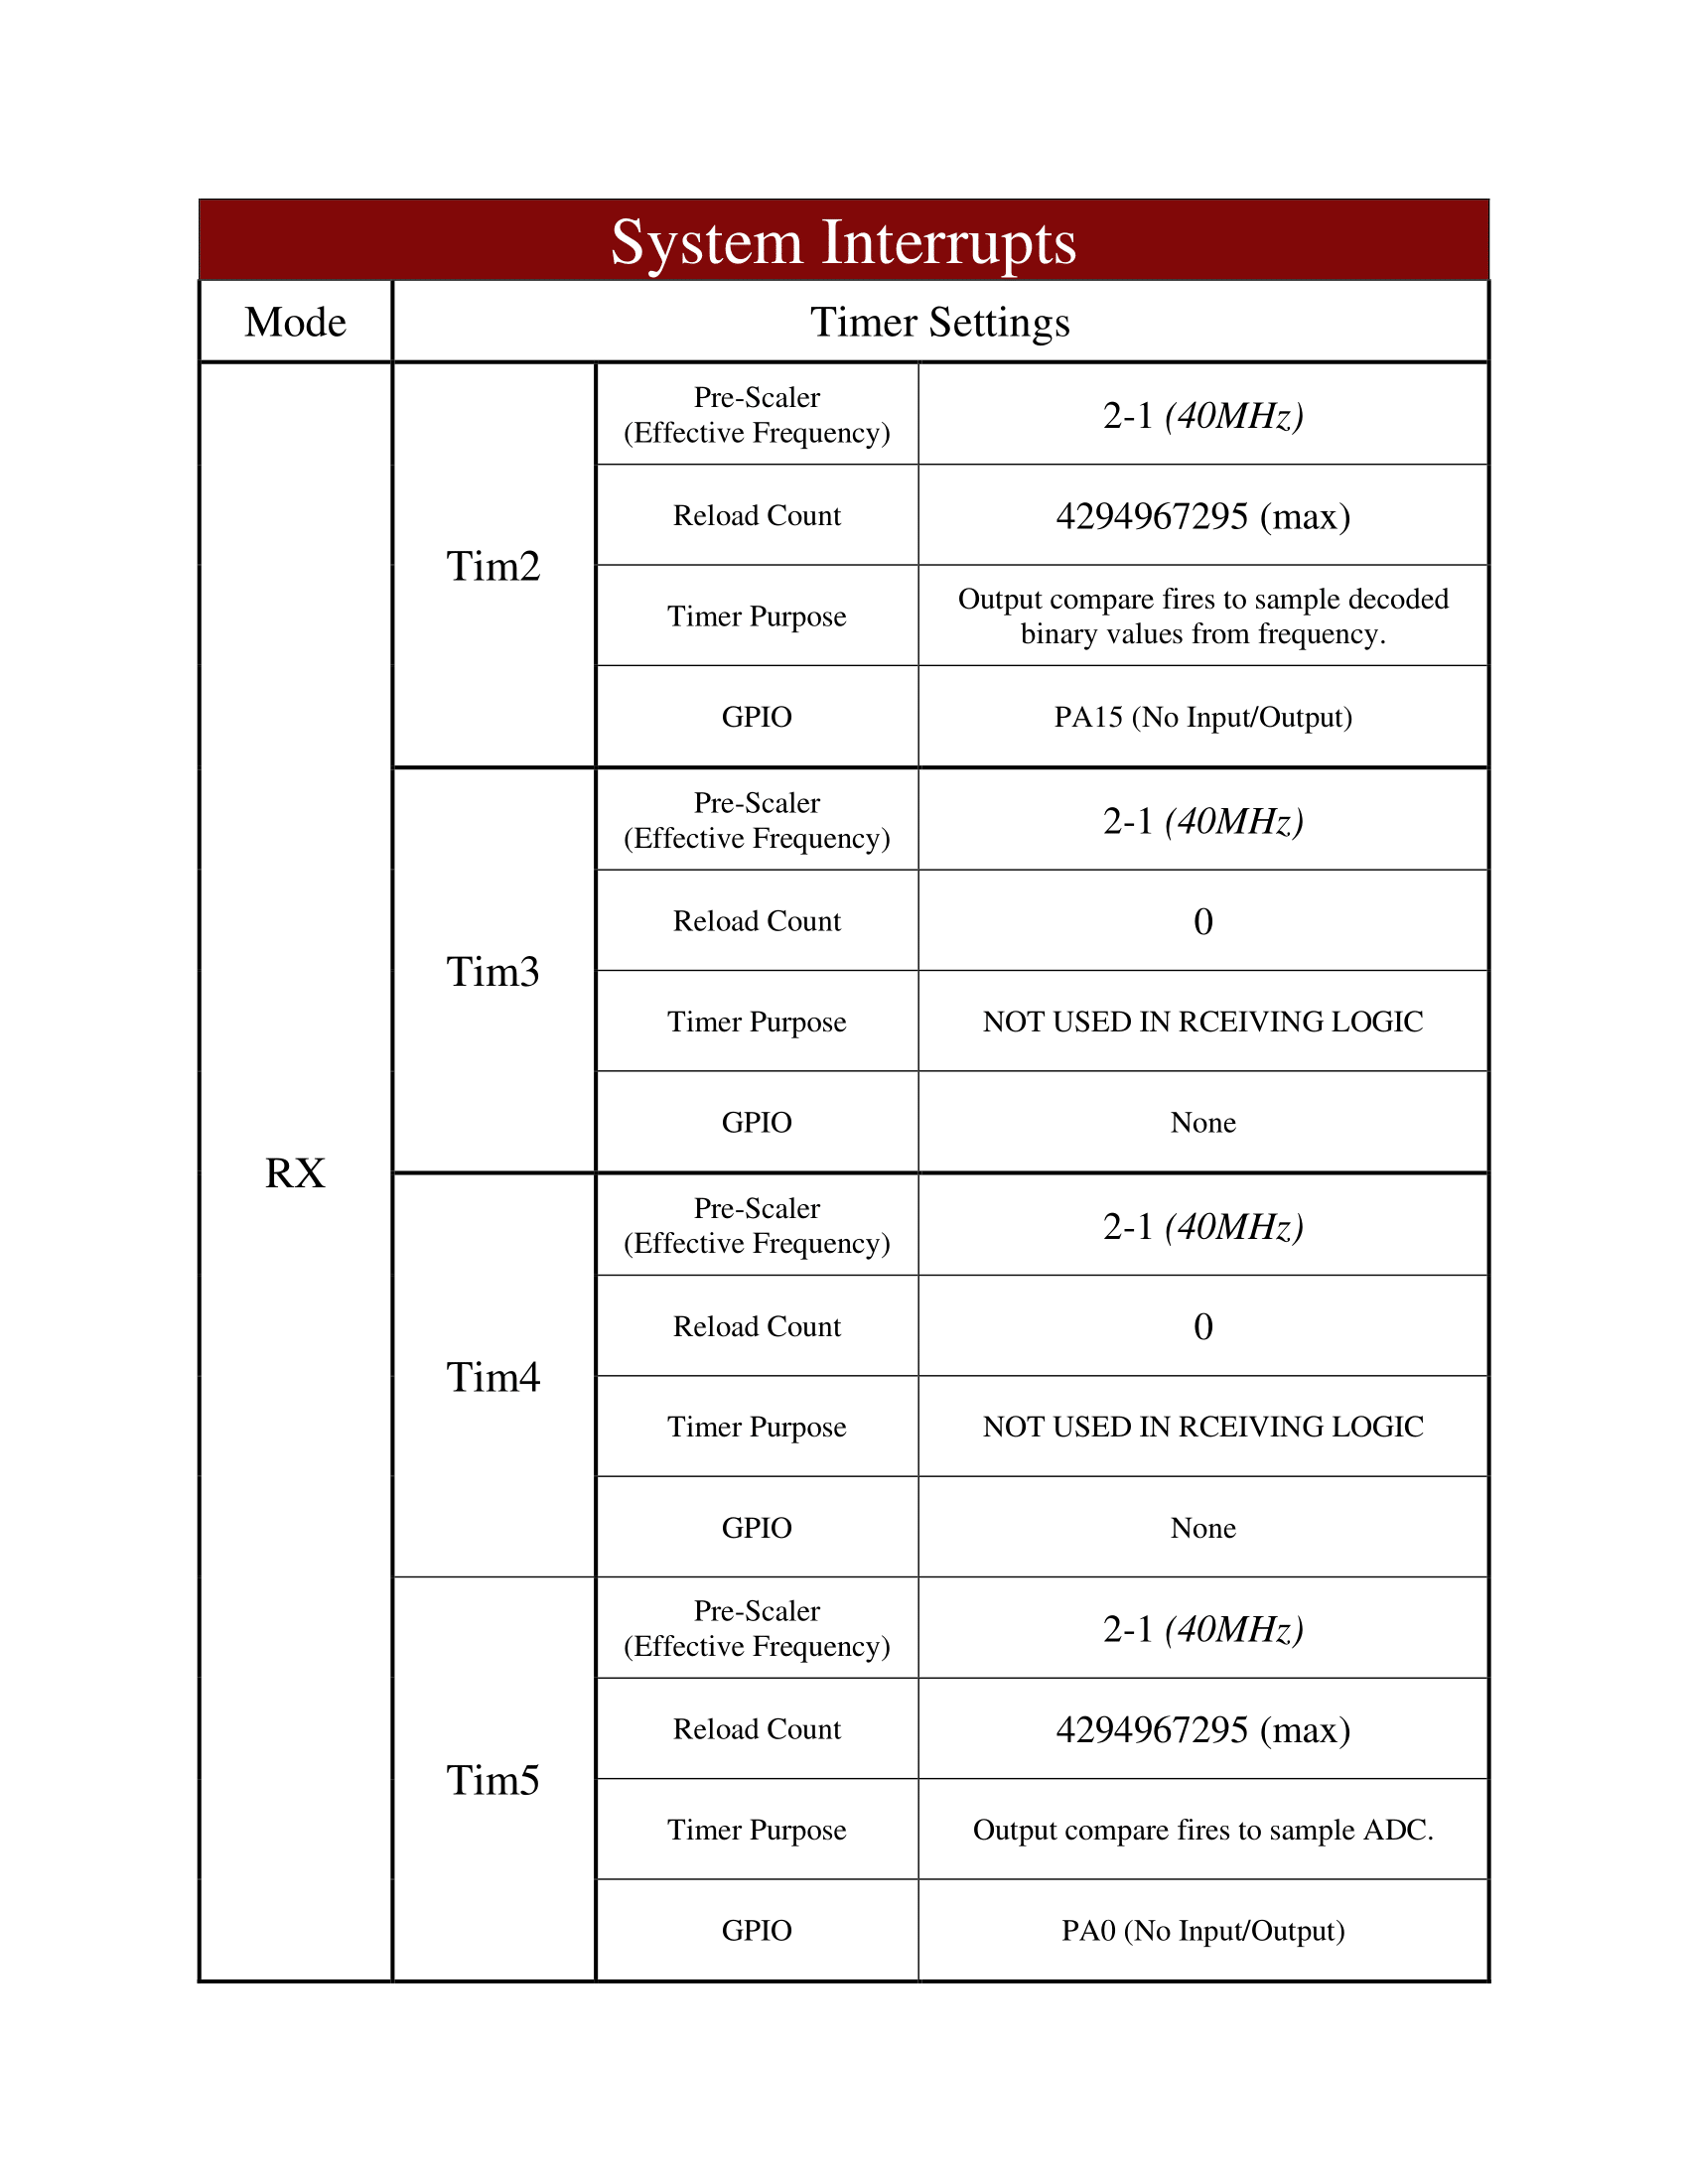 System Interrupts
Mode
Timer Settings
RX
Tim2
Pre-Scaler
(Effective Frequency)
2-1 (40MHz)
Reload Count
4294967295 (max)
Timer Purpose
Output compare fires to sample decoded
binary values from frequency.
GPIO
PA15 (No Input/Output)
Tim3
Pre-Scaler
(Effective Frequency)
2-1 (40MHz)
Reload Count
0
Timer Purpose
NOT USED IN RCEIVING LOGIC
GPIO
None
Tim4
Pre-Scaler
(Effective Frequency)
2-1 (40MHz)
Reload Count
0
Timer Purpose
NOT USED IN RCEIVING LOGIC
GPIO
None
Tim5
Pre-Scaler
(Effective Frequency)
2-1 (40MHz)
Reload Count
4294967295 (max)
Timer Purpose
Output compare fires to sample ADC.
GPIO
PA0 (No Input/Output)